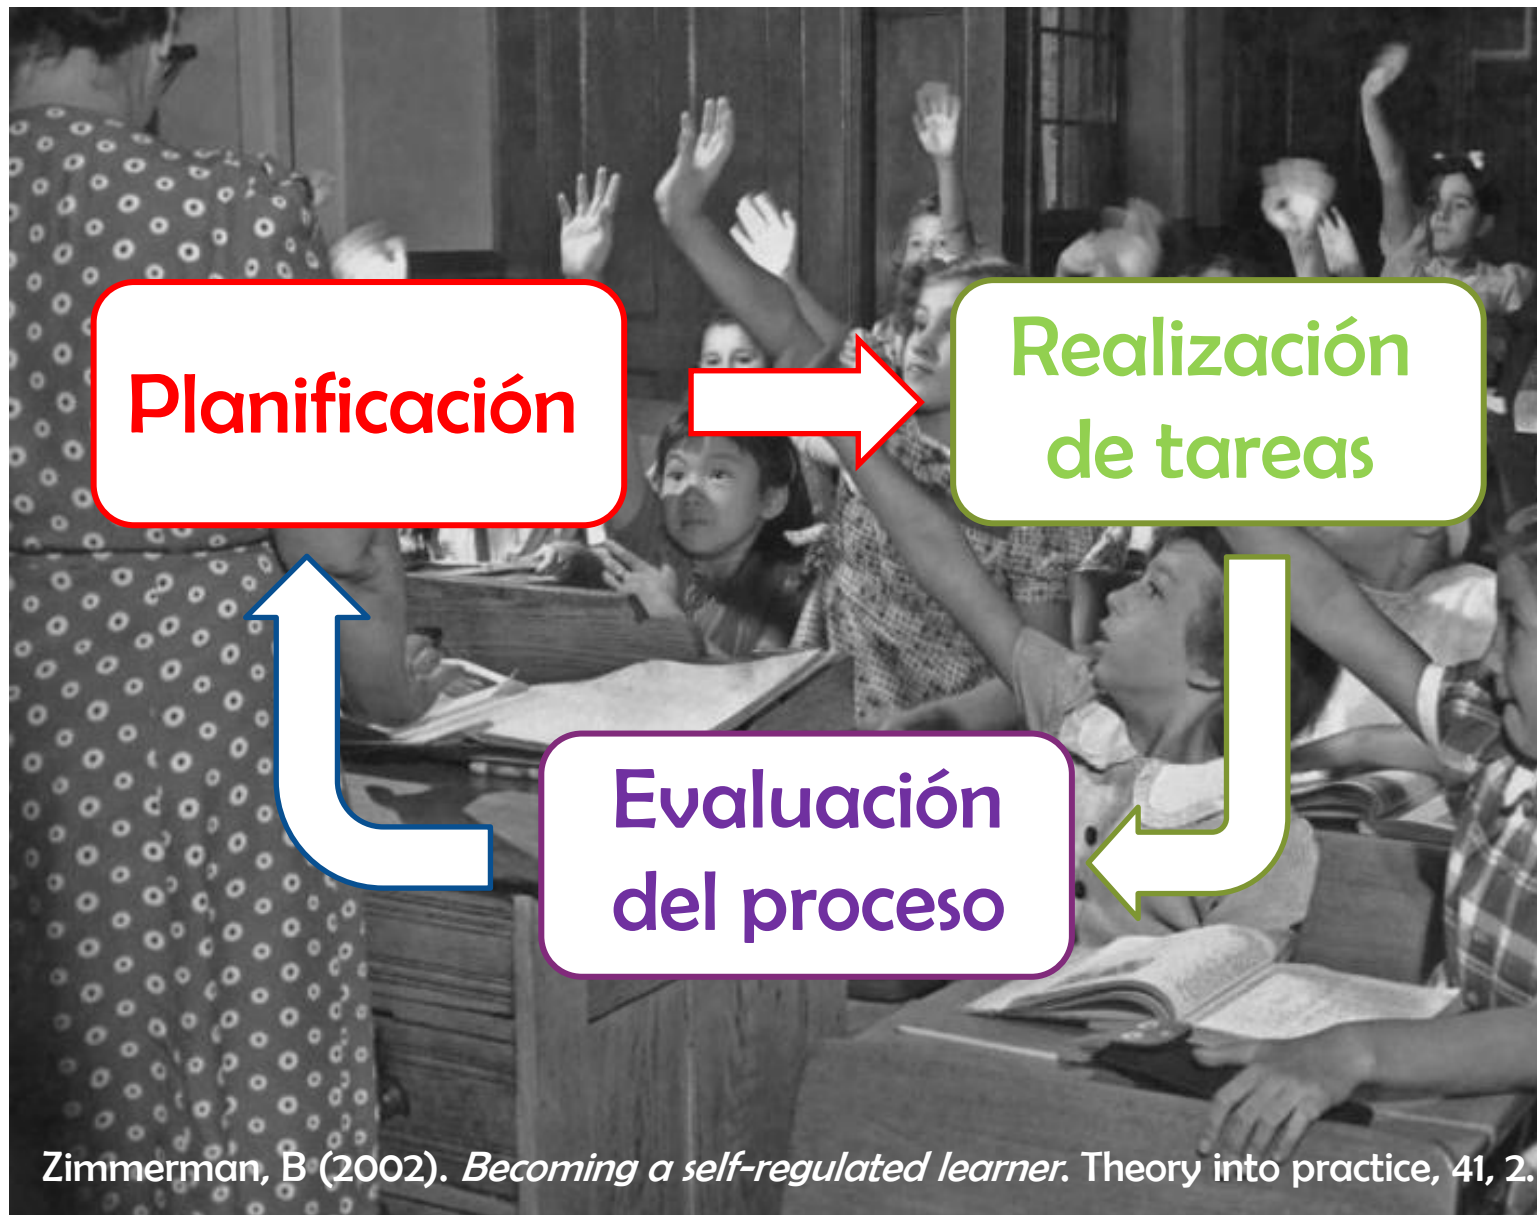 Planificación
Realización
de tareas
Evaluación
del proceso
Zimmerman, B (2002). Becoming a self-regulated learner. Theory into practice, 41, 2.